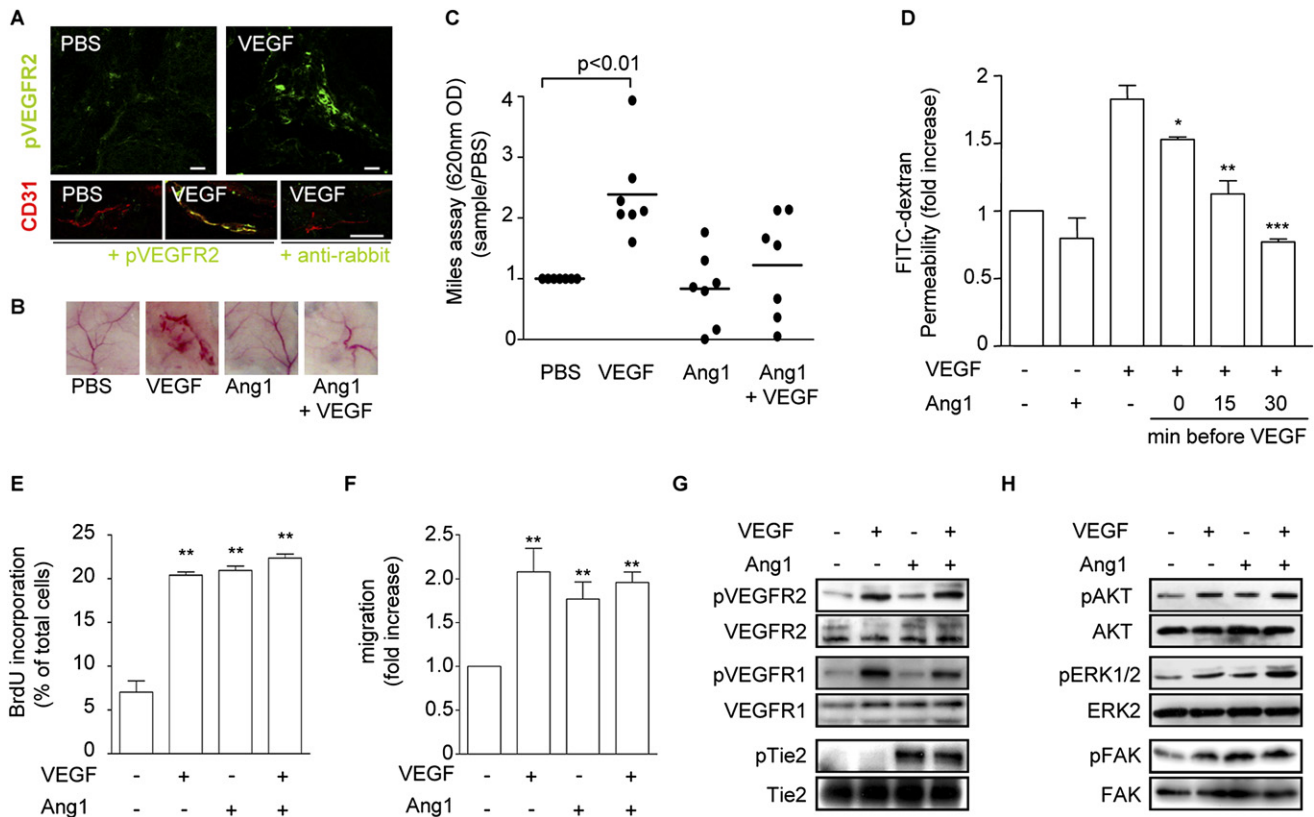 A
PBS
VEGF
pVEGFR2
PBS
VEGF
VEGF
CD31
+ pVEGFR2
+ anti-rabbit
B
PBS
VEGF
Ang1
Ang1
+ VEGF
C
p<0.01
Miles assay (620nm OD)
(sample/PBS)
4
3
2
1
0
PBS
VEGF
Ang1
Ang1
+ VEGF
D
FITC-dextran
Permeability (fold increase)
2
1.5
1
0.5
0
*
**
***
VEGF - - + + + +
Ang1 - + - 0 15 30
min before VEGF
E
BrdU incorporation
(% of total cells)
25
20
15
10
5
0
** ** **
VEGF - + - +
Ang1 - - + +
F
migration
(fold increase)
2.5
2.0
1.5
1.0
0.5
0
** ** **
VEGF - + - +
Ang1 - - + +
G
VEGF - + - +
Ang1 - - + +
pVEGFR2
VEGFR2
pVEGFR1
VEGFR1
pTie2
Tie2
H
VEGF - + - +
Ang1 - - + +
pAKT
AKT
pERK1/2
ERK2
pFAK
FAK